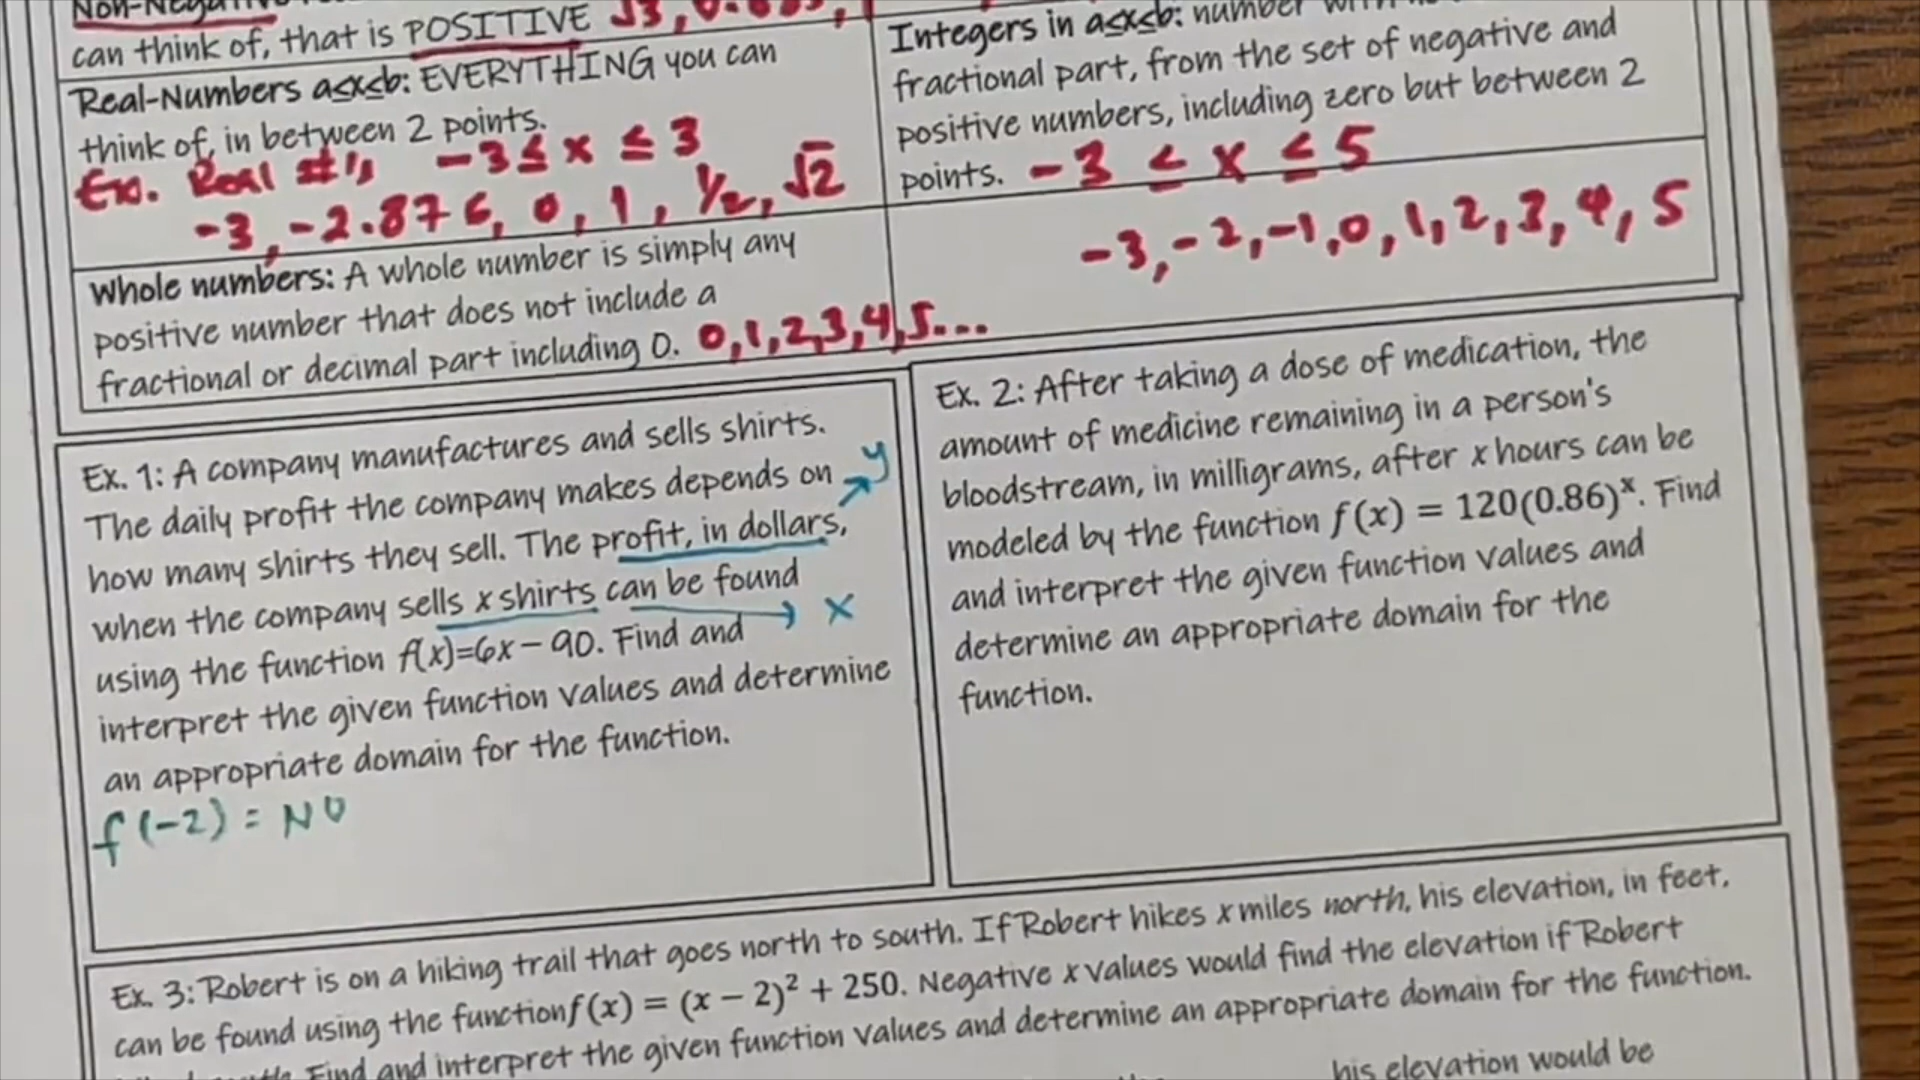 Non-Negative
can think of, that is POSITIVE √3, 0.
Real-Numbers a≤x≤b: EVERYTHING you can
think of, in between 2 points.
Ex. Real #'s -3 ≤ x ≤ 3
-3, -2.876, 0, 1, 1/2, √2
Integers in a≤x≤b: number
fractional part, from the set of negative and
positive numbers, including zero but between 2
points. -3 ≤ x ≤ 5
-3, -2, -1, 0, 1, 2, 3, 4, 5
Whole numbers: A whole number is simply any
positive number that does not include a
fractional or decimal part including 0. 0, 1, 2, 3, 4, 5...
Ex. 1: A company manufactures and sells shirts.
The daily profit the company makes depends on
how many shirts they sell. The profit, in dollars,
when the company sells x shirts can be found
using the function f(x)=6x-90. Find and
interpret the given function values and determine
an appropriate domain for the function.
y
x
f(-2) = NO
Ex. 2: After taking a dose of medication, the
amount of medicine remaining in a person's
bloodstream, in milligrams, after x hours can be
modeled by the function f(x) = 120(0.86)ˣ. Find
and interpret the given function values and
determine an appropriate domain for the
function.
Ex. 3: Robert is on a hiking trail that goes north to south. If Robert hikes x miles north, his elevation, in feet,
can be found using the function f(x) = (x - 2)² + 250. Negative x values would find the elevation if Robert
Find and interpret the given function values and determine an appropriate domain for the function.
his elevation would be